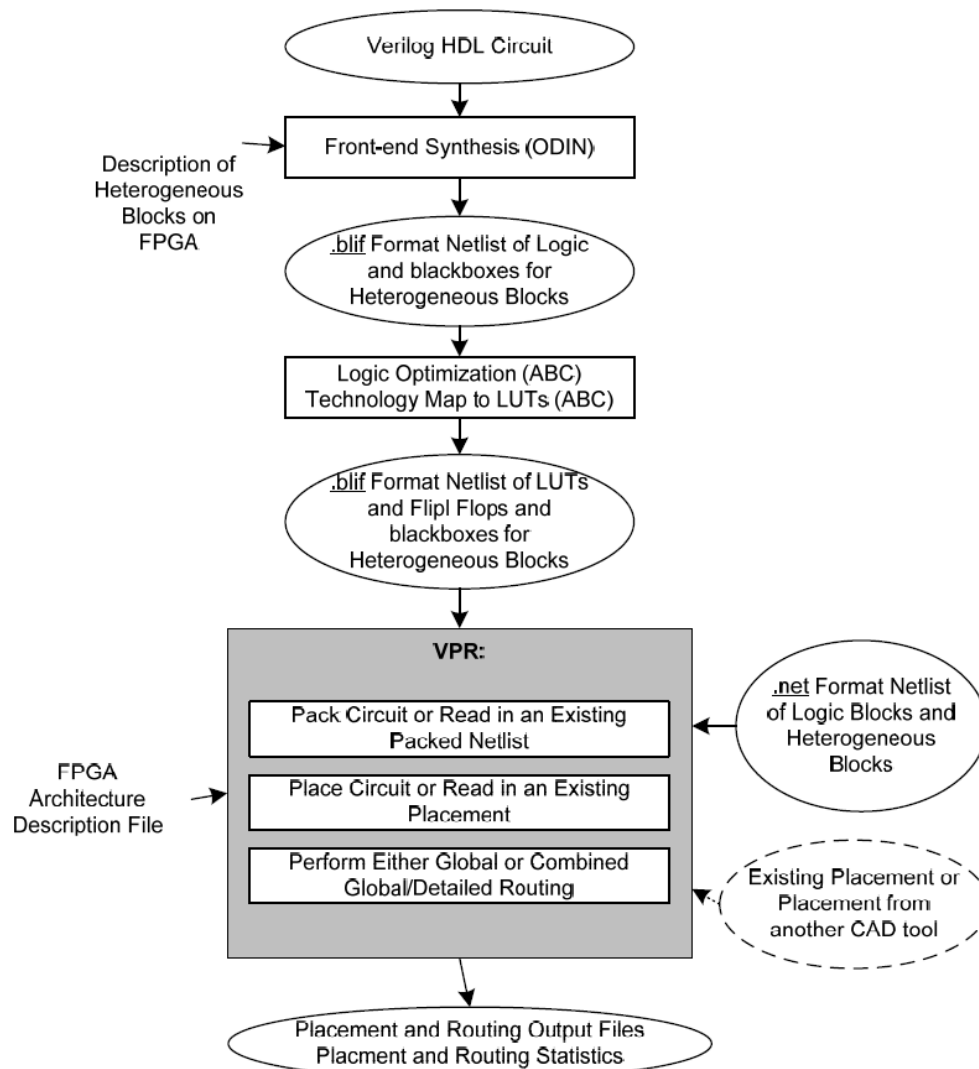 Verilog HDL Circuit
Front-end Synthesis (ODIN)
Description of
Heterogeneous
Blocks on
FPGA
.blif Format Netlist of Logic
and blackboxes for
Heterogeneous Blocks
Logic Optimization (ABC)
Technology Map to LUTs (ABC)
.blif Format Netlist of LUTs
and Flipl Flops and
blackboxes for
Heterogeneous Blocks
VPR:
Pack Circuit or Read in an Existing
Packed Netlist
.net Format Netlist
of Logic Blocks and
Heterogeneous
Blocks
FPGA
Architecture
Description File
Place Circuit or Read in an Existing
Placement
Perform Either Global or Combined
Global/Detailed Routing
Existing Placement or
Placement from
another CAD tool
Placement and Routing Output Files
Placment and Routing Statistics